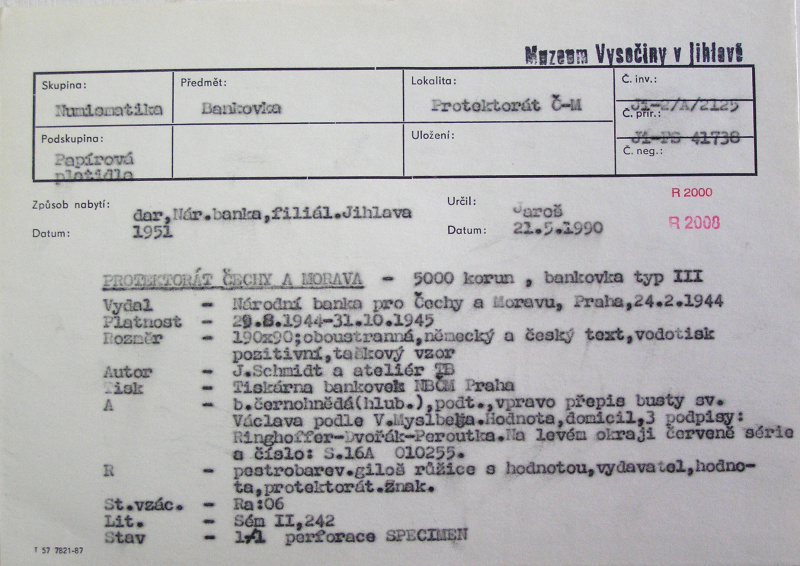 Muzeum Vysočiny v Jihlavě
Skupina: Předmět: Lokalita: Č. inv.:
Numismatika Bankovka Protektorát Č-M Ji-2/A/2125
Č. přír.:
Podskupina: Uložení: Ji-PS 41738
Papírová Č. neg.:
platidla
Způsob nabytí: dar,Nár.banka,filiál.Jihlava Určil: Jaroš R 2000
Datum: 1951 Datum: 21.5.1990 R 2008
PROTEKTORÁT ČECHY A MORAVA - 5000 korun , bankovka typ III
Vydal - Národní banka pro Čechy a Moravu, Praha,24.2.1944
Platnost - 29.8.1944-31.10.1945
Rozměr - 190x90;oboustranná,německý a český text,vodotisk
pozitivní,taškový vzor
Autor - J.Schmidt a ateliér TB
Tisk - Tiskárna bankovek NBČM Praha
A - b.černohnědá(hlub.),podt.,vpravo přepis busty sv.
Václava podle V.Myslbeka.Hodnota,domicil,3 podpisy:
Ringhoffer-Dvořák-Peroutka.Na levém okraji červeně série
a číslo: S.16A 010255.
R - pestrobarev.giloš růžice s hodnotou,vydavatel,hodno-
ta,protektorát.znak.
St.vzác. - Ra:06
Lit. - Sém II,242
Stav - 1/1 perforace SPECIMEN
T 57 7821-87